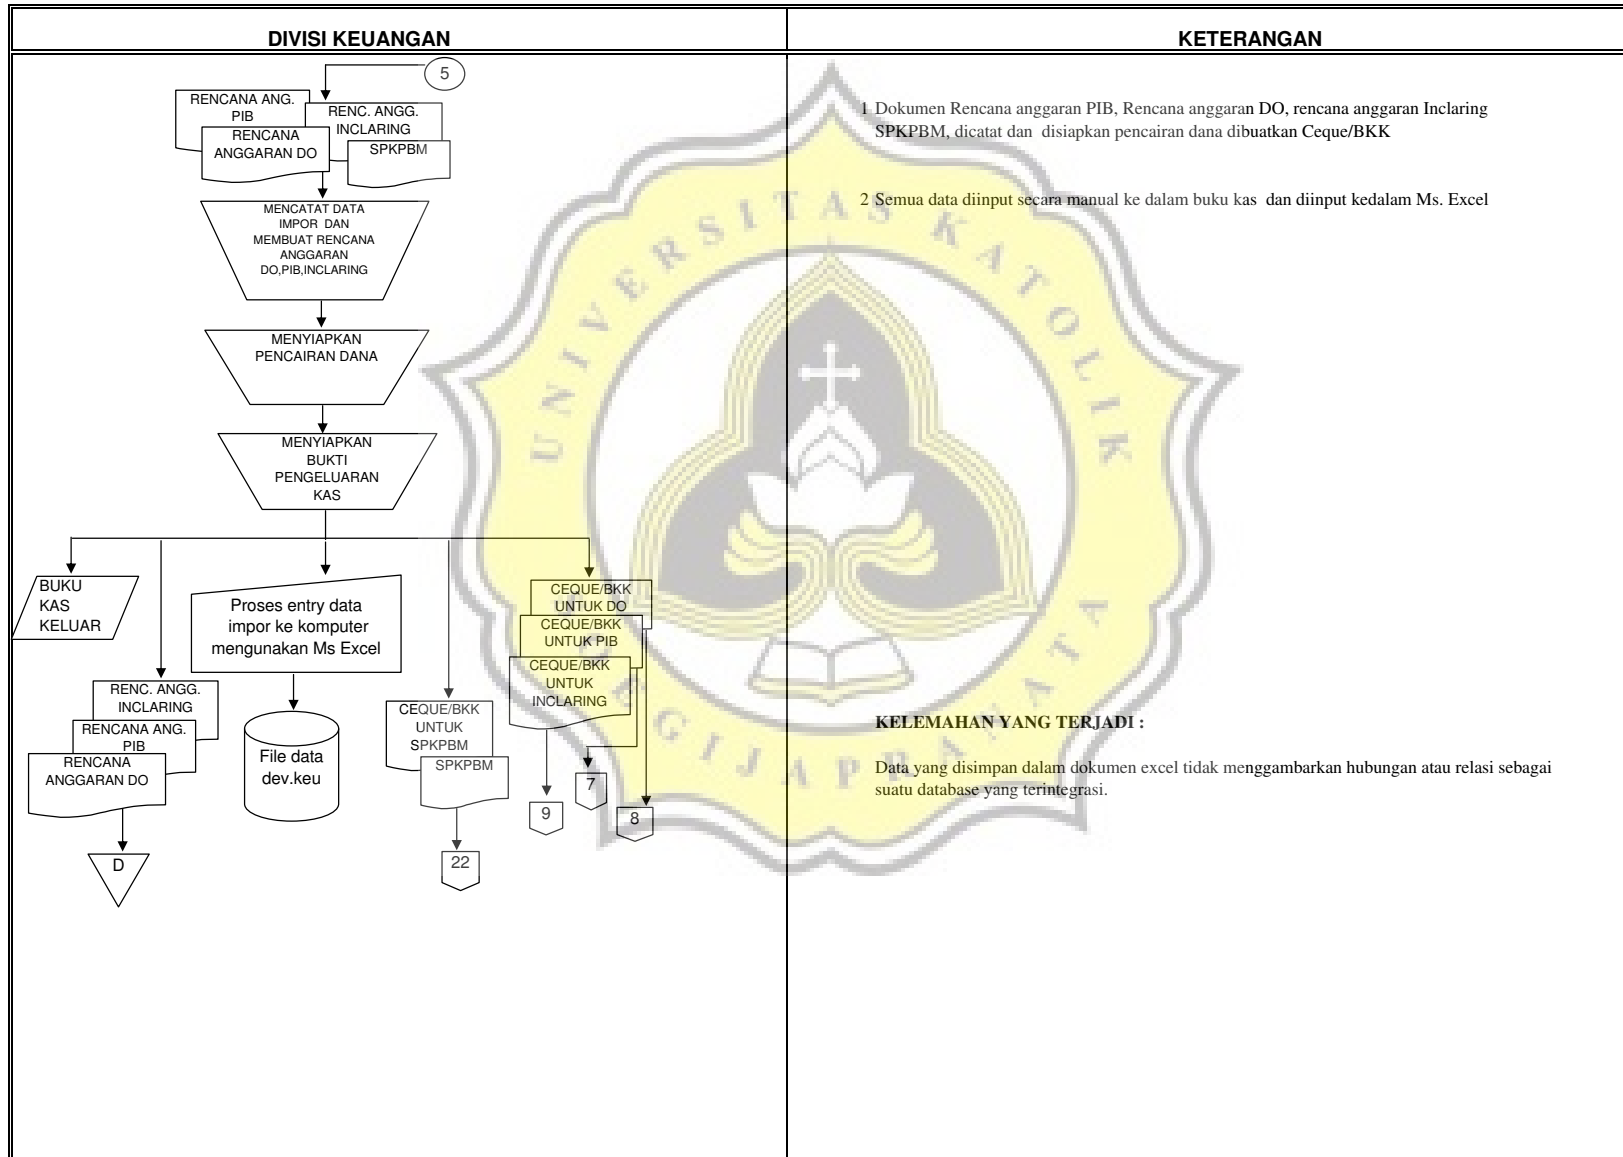 DIVISI KEUANGAN
KETERANGAN
5
RENCANA ANG.
PIB
RENC. ANGG.
INCLARING
RENCANA
ANGGARAN DO
SPKPBM
MENCATAT DATA
IMPOR DAN
MEMBUAT RENCANA
ANGGARAN
DO,PIB,INCLARING
MENYIAPKAN
PENCAIRAN DANA
MENYIAPKAN
BUKTI
PENGELUARAN
KAS
BUKU
KAS
KELUAR
Proses entry data
impor ke komputer
mengunakan Ms Excel
CEQUE/BKK
UNTUK DO
CEQUE/BKK
UNTUK PIB
CEQUE/BKK
UNTUK
INCLARING
RENC. ANGG.
INCLARING
RENCANA ANG.
PIB
RENCANA
ANGGARAN DO
File data
dev.keu
CEQUE/BKK
UNTUK
SPKPBM
SPKPBM
7
9
8
D
22
1 Dokumen Rencana anggaran PIB, Rencana anggaran DO, rencana anggaran Inclaring
SPKPBM, dicatat dan disiapkan pencairan dana dibuatkan Ceque/BKK
2 Semua data diinput secara manual ke dalam buku kas dan diinput kedalam Ms. Excel
KELEMAHAN YANG TERJADI :
Data yang disimpan dalam dokumen excel tidak menggambarkan hubungan atau relasi sebagai
suatu database yang terintegrasi.
UNIVERSITAS KATOLIK
SOEGIJAPRANATA